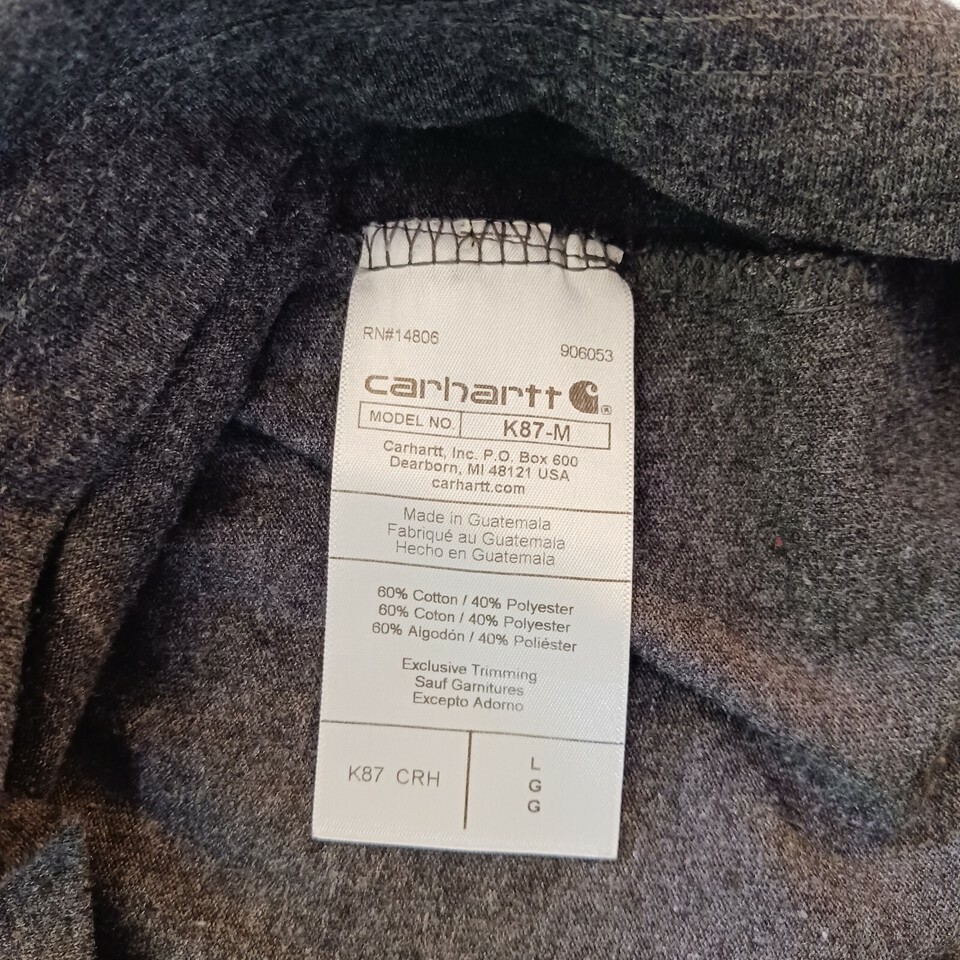 RN#14806
906053
carhartt ®
MODEL NO. K87-M
Carhartt, Inc. P.O. Box 600
Dearborn, MI 48121 USA
carhartt.com
Made in Guatemala
Fabriqué au Guatemala
Hecho en Guatemala
60% Cotton / 40% Polyester
60% Coton / 40% Polyester
60% Algodón / 40% Poliéster
Exclusive Trimming
Sauf Garnitures
Excepto Adorno
K87 CRH
L
G
G